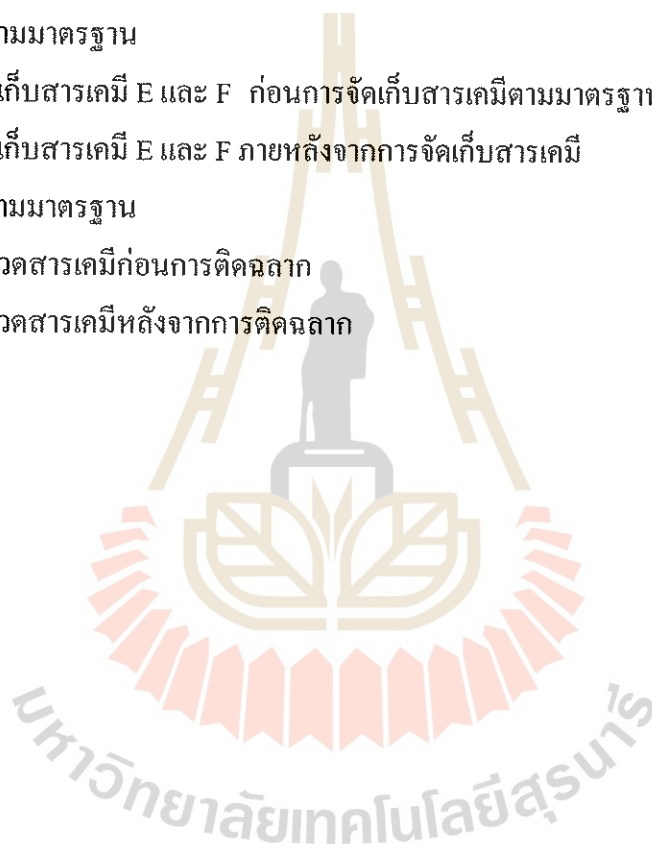 ามมาตรฐาน
เก็บสารเคมี E และ F ก่อนการจัดเก็บสารเคมีตามมาตรฐาน
เก็บสารเคมี E และ F ภายหลังจากการจัดเก็บสารเคมี
ามมาตรฐาน
วดสารเคมีก่อนการติดฉลาก
วดสารเคมีหลังจากการติดฉลาก
มหาวิทยาลัยเทคโนโลยีสุรนารี